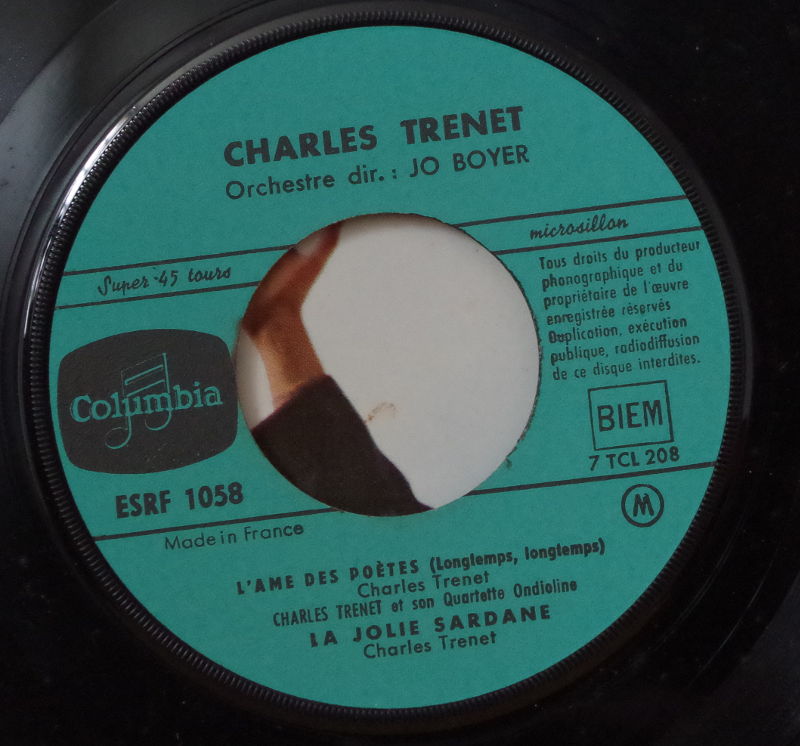 CHARLES TRENET
Orchestre dir. : JO BOYER
Super 45 tours
microsillon
Tous droits du producteur
phonographique et du
propriétaire de l'œuvre
enregistrée réservés
Duplication, exécution
publique, radiodiffusion
de ce disque interdites.
Columbia
BIEM
7 TCL 208
ESRF 1058
M
Made in France
L'AME DES POÈTES (Longtemps, longtemps)
Charles Trenet
CHARLES TRENET et son Quartette Ondioline
LA JOLIE SARDANE
Charles Trenet